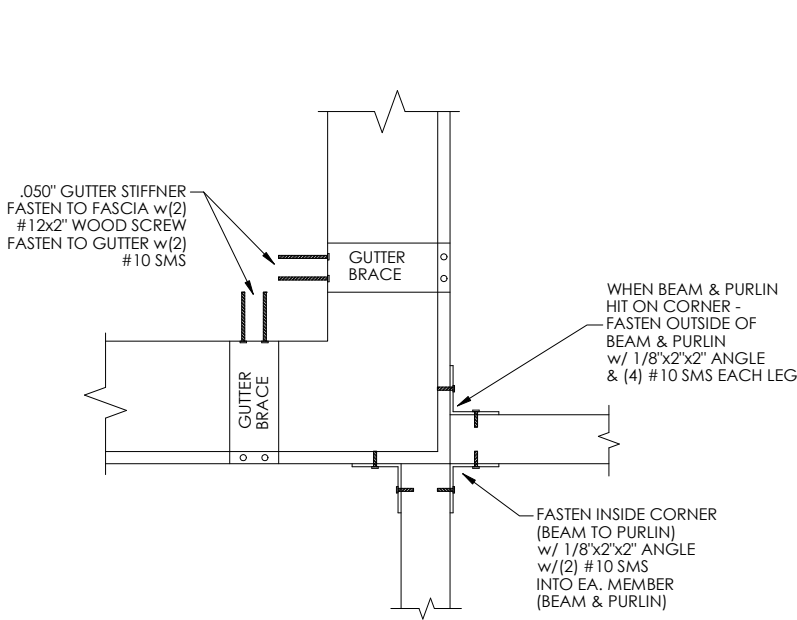 .050" GUTTER STIFFNER
FASTEN TO FASCIA w(2)
#12x2" WOOD SCREW
FASTEN TO GUTTER w(2)
#10 SMS
GUTTER
BRACE
GUTTER
BRACE
WHEN BEAM & PURLIN
HIT ON CORNER -
FASTEN OUTSIDE OF
BEAM & PURLIN
w/ 1/8"x2"x2" ANGLE
& (4) #10 SMS EACH LEG
FASTEN INSIDE CORNER
(BEAM TO PURLIN)
w/ 1/8"x2"x2" ANGLE
w/(2) #10 SMS
INTO EA. MEMBER
(BEAM & PURLIN)